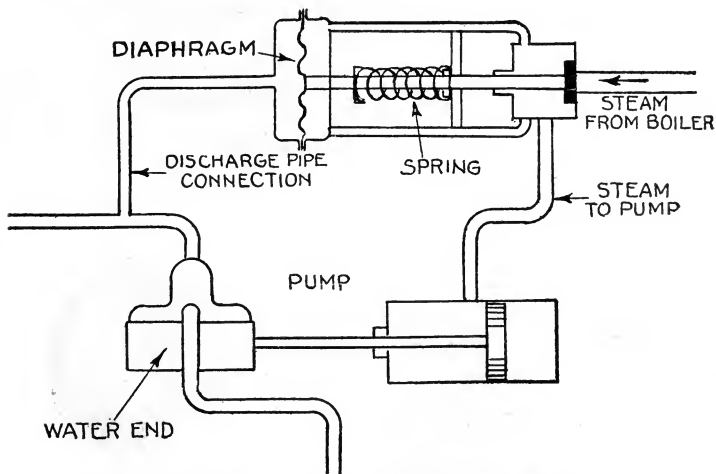 DIAPHRAGM
STEAM
FROM BOILER
DISCHARGE PIPE
CONNECTION
SPRING
STEAM
TO PUMP
PUMP
WATER END